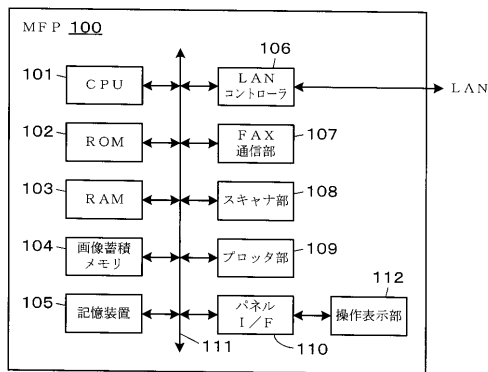 MFP 100
101
CPU
102
ROM
103
RAM
104
画像蓄積
メモリ
105
記憶装置
106
LAN
コントローラ
LAN
107
FAX
通信部
108
スキャナ部
109
プロッタ部
パネル
I/F
110
111
112
操作表示部